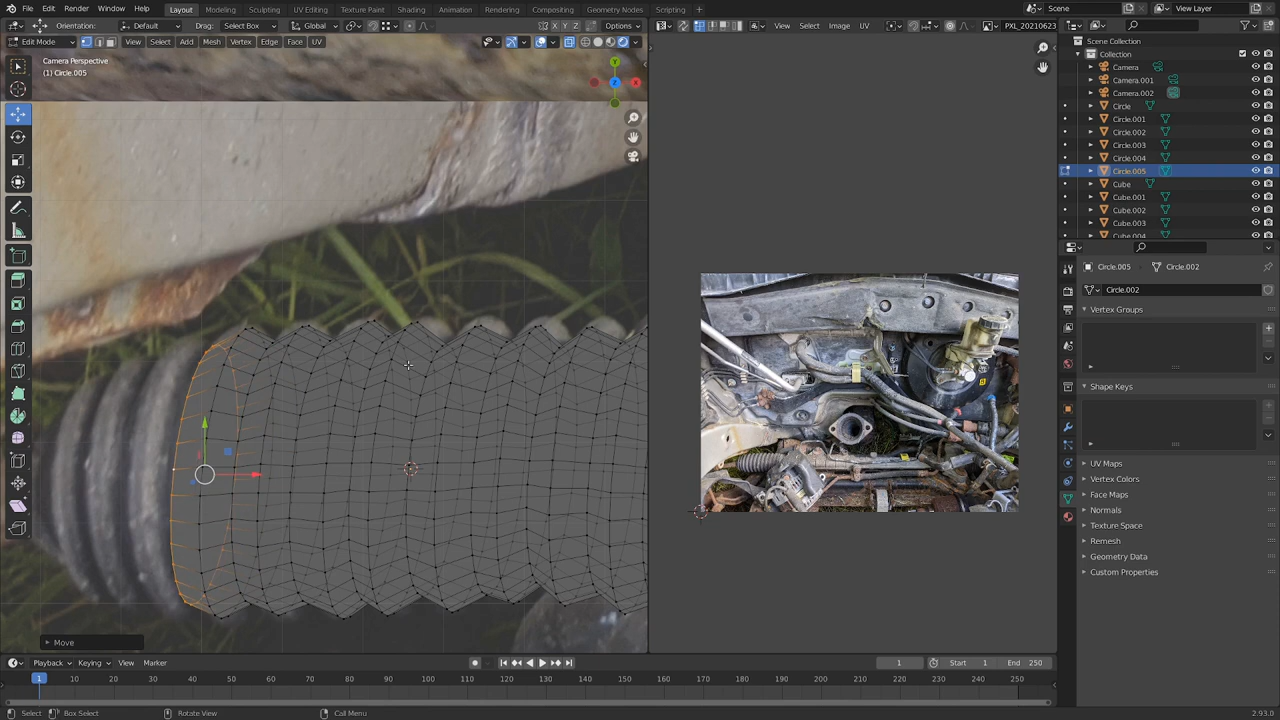 File Edit Render Window Help Layout Modeling Sculpting UV Editing Texture Paint Shading Animation Rendering Compositing Geometry Nodes Scripting Scene View Layer
Orientation: Default Drag: Select Box Global X Y Z Options View Select Image UV PXL_20210623
Edit Mode View Select Add Mesh Vertex Edge Face UV
Camera Perspective
(1) Circle.005
Y
Z
X
Move
Scene Collection
Collection
Camera
Camera.001
Camera.002
Circle
Circle.001
Circle.002
Circle.003
Circle.004
Circle.005
Cube
Cube.001
Cube.002
Cube.003
Cube.004
Circle.005 Circle.002
Circle.002
Vertex Groups
Shape Keys
UV Maps
Vertex Colors
Face Maps
Normals
Texture Space
Remesh
Geometry Data
Custom Properties
Playback Keying View Marker 1 Start 1 End 250
1 10 20 30 40 50 60 70 80 90 100 110 120 130 140 150 160 170 180 190 200 210 220 230 240 250
Select Box Select Rotate View Call Menu 2.93.0